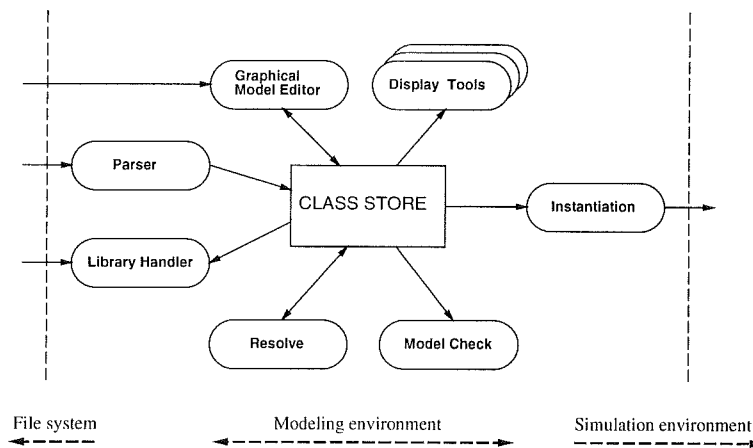 Graphical
Model Editor
Display Tools
Parser
CLASS STORE
Instantiation
Library Handler
Resolve
Model Check
File system
Modeling environment
Simulation environment